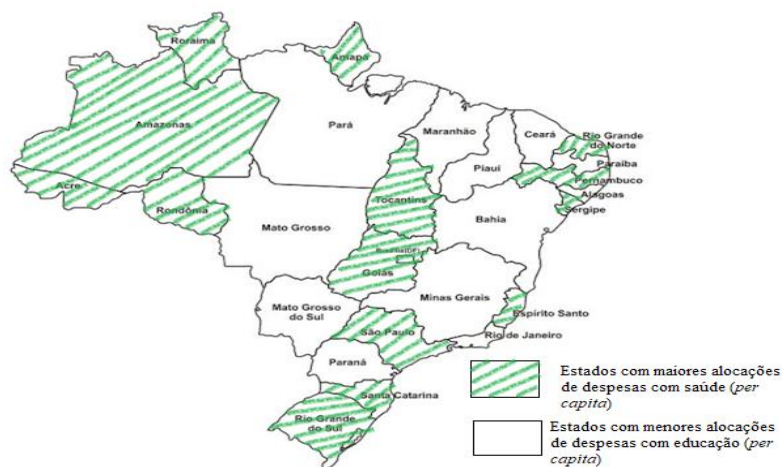 Roraima
Amapá
Amazonas
Pará
Maranhão
Ceará
Rio Grande
do Norte
Paraíba
Piauí
Pernambuco
Acre
Alagoas
Sergipe
Rondônia
Tocantins
Bahia
Mato Grosso
Goiás
Minas Gerais
Mato Grosso
do Sul
Espírito Santo
São Paulo
Rio de Janeiro
Paraná
Santa Catarina
Rio Grande
do Sul
Estados com maiores alocações
de despesas com saúde (per
capita)
Estados com menores alocações
de despesas com educação (per
capita)